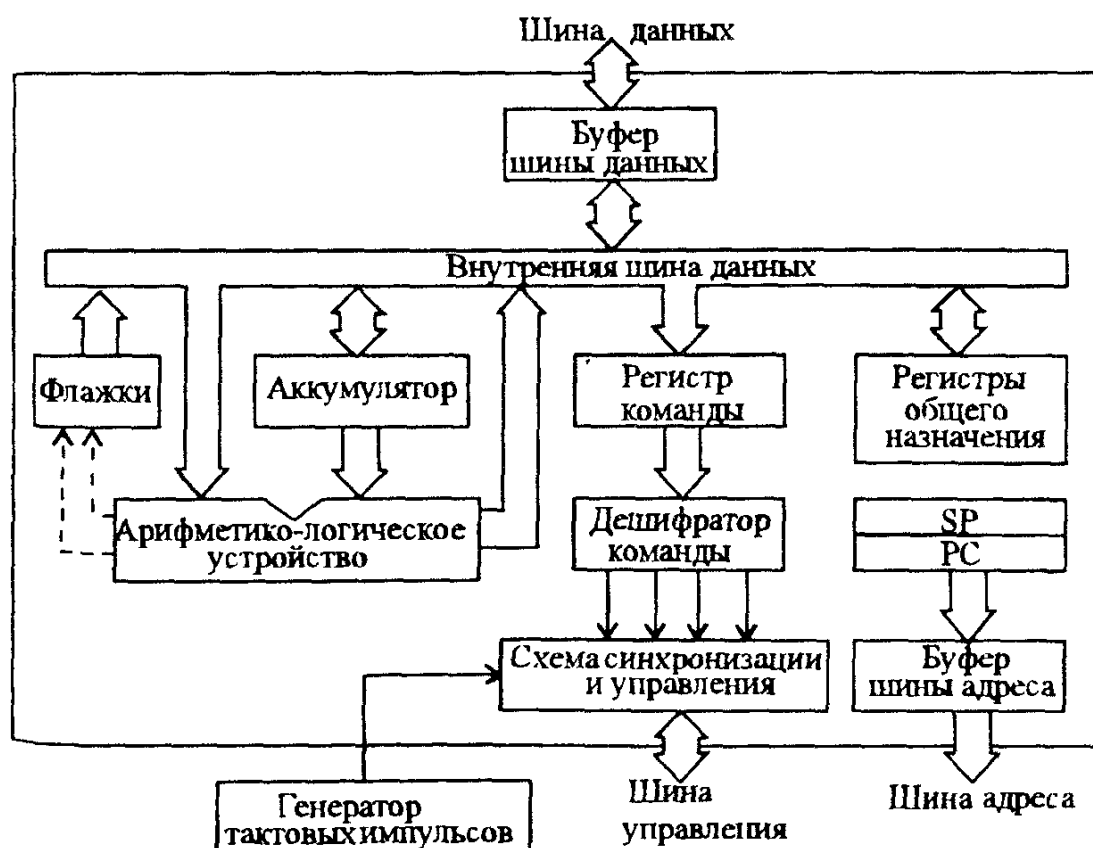 Шина данных
Буфер
шины данных
Внутренняя шина данных
Флажки
Аккумулятор
Регистр
команды
Регистры
общего
назначения
Арифметико-логическое
устройство
Дешифратор
команды
SP
PC
Схема синхронизации
и управления
Буфер
шины адреса
Генератор
тактовых импульсов
Шина
управления
Шина адреса